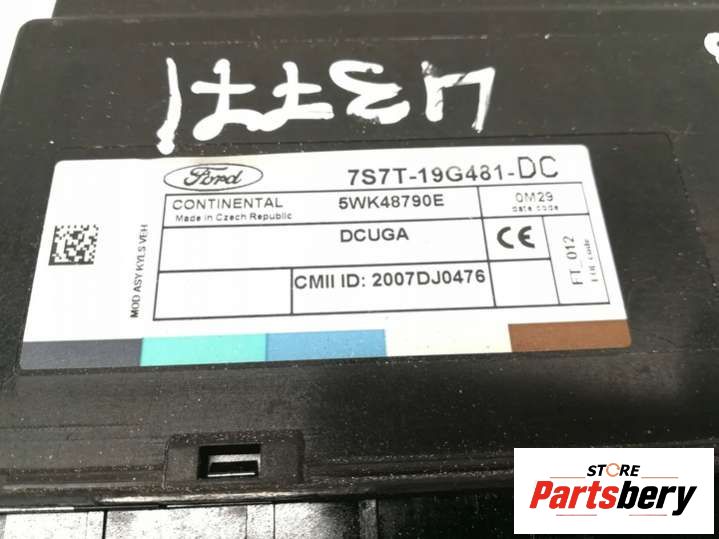 Ford
7S7T-19G481-DC
CONTINENTAL
Made in Czech Republic
5WK48790E
0M29
date code
DCUGA
CE
FT_012
CMII ID: 2007DJ0476
MOD ASY KYLS VEH
STORE
Partsbery